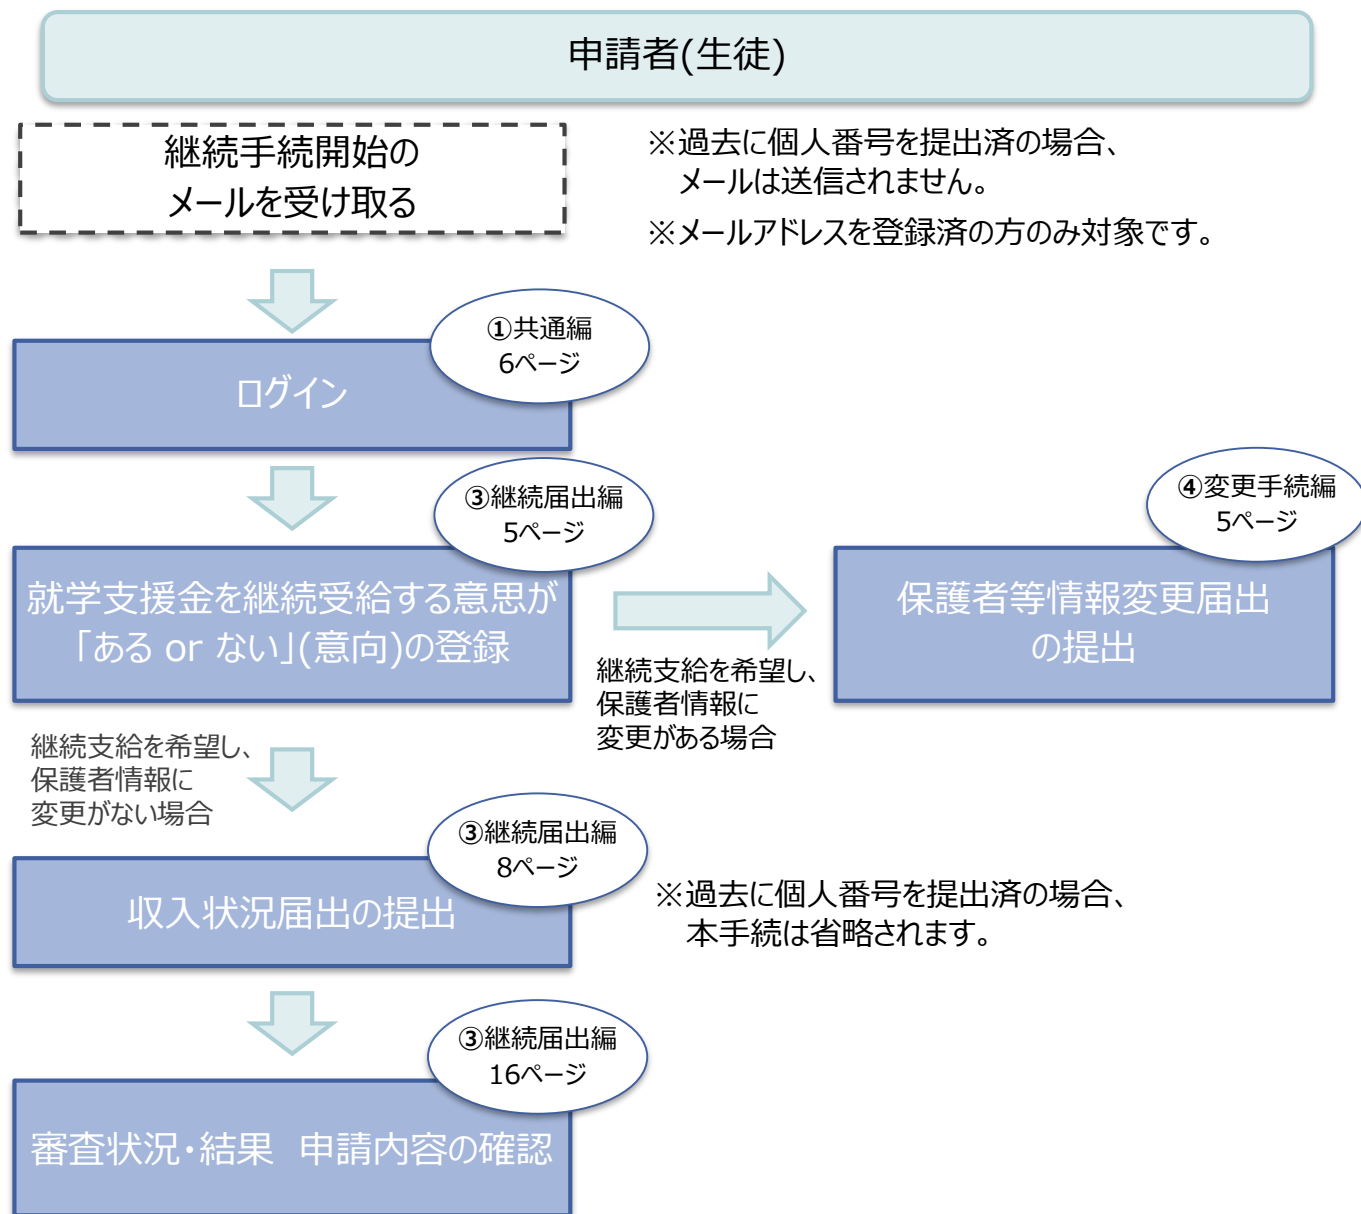 申請者(生徒)
継続手続開始の
メールを受け取る
※過去に個人番号を提出済の場合、
メールは送信されません。
※メールアドレスを登録済の方のみ対象です。
①共通編
6ページ
ログイン
③継続届出編
5ページ
就学支援金を継続受給する意思が
「ある or ない」(意向)の登録
④変更手続編
5ページ
保護者等情報変更届出
の提出
継続支給を希望し、
保護者情報に
変更がある場合
継続支給を希望し、
保護者情報に
変更がない場合
③継続届出編
8ページ
収入状況届出の提出
※過去に個人番号を提出済の場合、
本手続は省略されます。
③継続届出編
16ページ
審査状況・結果　申請内容の確認